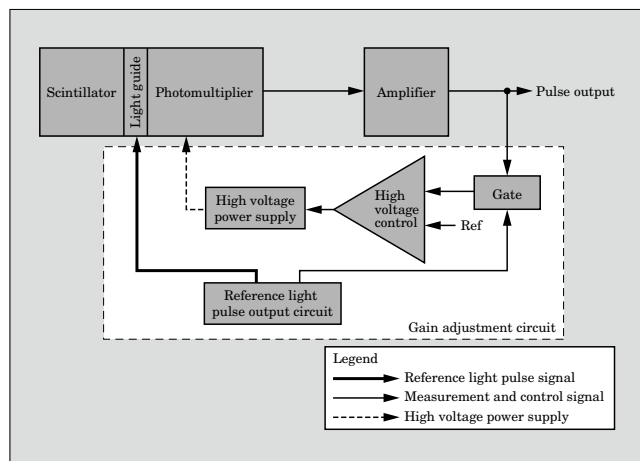 Scintillator
Light guide
Photomultiplier
Amplifier
Pulse output
High voltage
power supply
High
voltage
control
Gate
Ref
Reference light
pulse output circuit
Gain adjustment circuit
Legend
Reference light pulse signal
Measurement and control signal
High voltage power supply